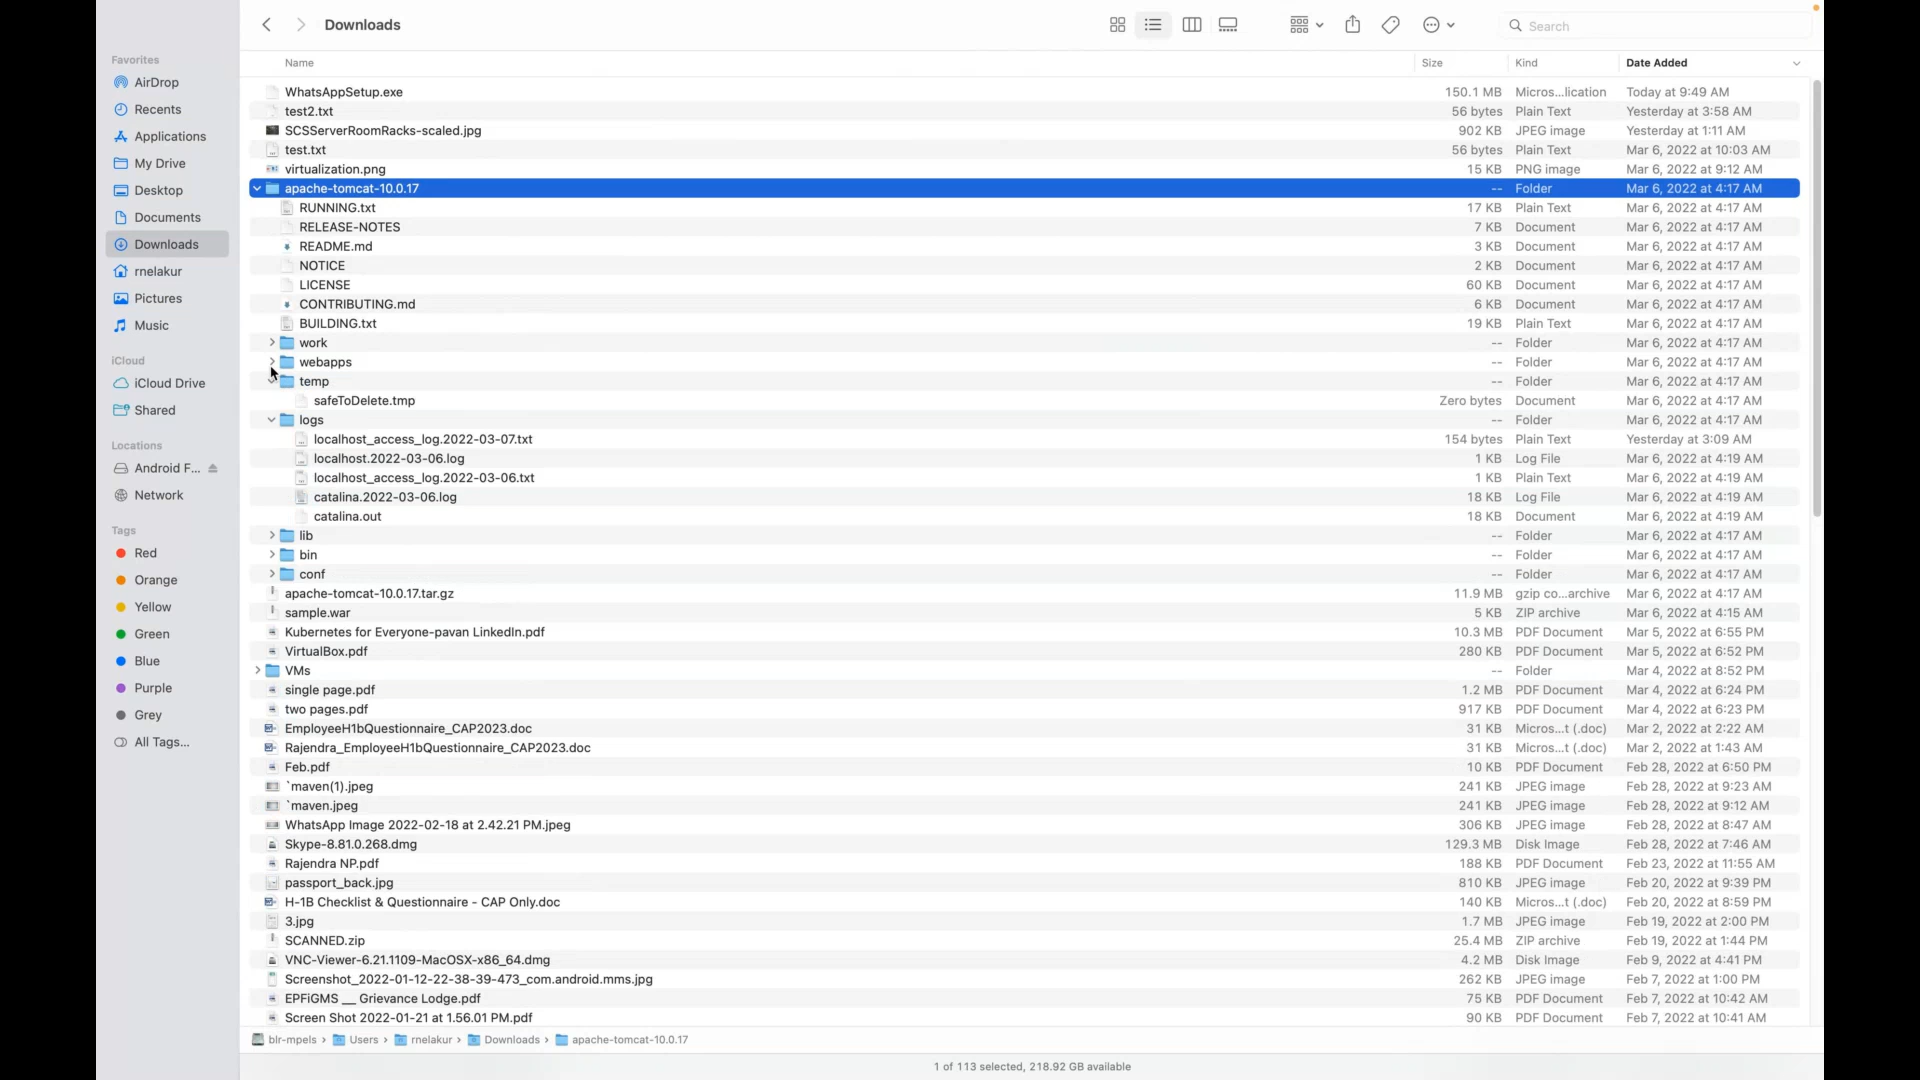 Downloads
Search
Favorites
AirDrop
Recents
Applications
My Drive
Desktop
Documents
Downloads
rnelakur
Pictures
Music
iCloud
iCloud Drive
Shared
Locations
Android F...
Network
Tags
Red
Orange
Yellow
Green
Blue
Purple
Grey
All Tags...
Name Size Kind Date Added
WhatsAppSetup.exe 150.1 MB Micros...lication Today at 9:49 AM
test2.txt 56 bytes Plain Text Yesterday at 3:58 AM
SCSServerRoomRacks-scaled.jpg 902 KB JPEG image Yesterday at 1:11 AM
test.txt 56 bytes Plain Text Mar 6, 2022 at 10:03 AM
virtualization.png 15 KB PNG image Mar 6, 2022 at 9:12 AM
apache-tomcat-10.0.17 -- Folder Mar 6, 2022 at 4:17 AM
RUNNING.txt 17 KB Plain Text Mar 6, 2022 at 4:17 AM
RELEASE-NOTES 7 KB Document Mar 6, 2022 at 4:17 AM
README.md 3 KB Document Mar 6, 2022 at 4:17 AM
NOTICE 2 KB Document Mar 6, 2022 at 4:17 AM
LICENSE 60 KB Document Mar 6, 2022 at 4:17 AM
CONTRIBUTING.md 6 KB Document Mar 6, 2022 at 4:17 AM
BUILDING.txt 19 KB Plain Text Mar 6, 2022 at 4:17 AM
work -- Folder Mar 6, 2022 at 4:17 AM
webapps -- Folder Mar 6, 2022 at 4:17 AM
temp -- Folder Mar 6, 2022 at 4:17 AM
safeToDelete.tmp Zero bytes Document Mar 6, 2022 at 4:17 AM
logs -- Folder Mar 6, 2022 at 4:17 AM
localhost_access_log.2022-03-07.txt 154 bytes Plain Text Yesterday at 3:09 AM
localhost.2022-03-06.log 1 KB Log File Mar 6, 2022 at 4:19 AM
localhost_access_log.2022-03-06.txt 1 KB Plain Text Mar 6, 2022 at 4:19 AM
catalina.2022-03-06.log 18 KB Log File Mar 6, 2022 at 4:19 AM
catalina.out 18 KB Document Mar 6, 2022 at 4:19 AM
lib -- Folder Mar 6, 2022 at 4:17 AM
bin -- Folder Mar 6, 2022 at 4:17 AM
conf -- Folder Mar 6, 2022 at 4:17 AM
apache-tomcat-10.0.17.tar.gz 11.9 MB gzip co...archive Mar 6, 2022 at 4:17 AM
sample.war 5 KB ZIP archive Mar 6, 2022 at 4:15 AM
Kubernetes for Everyone-pavan LinkedIn.pdf 10.3 MB PDF Document Mar 5, 2022 at 6:55 PM
VirtualBox.pdf 280 KB PDF Document Mar 5, 2022 at 6:52 PM
VMs -- Folder Mar 4, 2022 at 8:52 PM
single page.pdf 1.2 MB PDF Document Mar 4, 2022 at 6:24 PM
two pages.pdf 917 KB PDF Document Mar 4, 2022 at 6:23 PM
EmployeeH1bQuestionnaire_CAP2023.doc 31 KB Micros...t (.doc) Mar 2, 2022 at 2:22 AM
Rajendra_EmployeeH1bQuestionnaire_CAP2023.doc 31 KB Micros...t (.doc) Mar 2, 2022 at 1:43 AM
Feb.pdf 10 KB PDF Document Feb 28, 2022 at 6:50 PM
`maven(1).jpeg 241 KB JPEG image Feb 28, 2022 at 9:23 AM
`maven.jpeg 241 KB JPEG image Feb 28, 2022 at 9:12 AM
WhatsApp Image 2022-02-18 at 2.42.21 PM.jpeg 306 KB JPEG image Feb 28, 2022 at 8:47 AM
Skype-8.81.0.268.dmg 129.3 MB Disk Image Feb 28, 2022 at 7:46 AM
Rajendra NP.pdf 188 KB PDF Document Feb 23, 2022 at 11:55 AM
passport_back.jpg 810 KB JPEG image Feb 20, 2022 at 9:39 PM
H-1B Checklist & Questionnaire - CAP Only.doc 140 KB Micros...t (.doc) Feb 20, 2022 at 8:59 PM
3.jpg 1.7 MB JPEG image Feb 19, 2022 at 2:00 PM
SCANNED.zip 25.4 MB ZIP archive Feb 19, 2022 at 1:44 PM
VNC-Viewer-6.21.1109-MacOSX-x86_64.dmg 4.2 MB Disk Image Feb 9, 2022 at 4:41 PM
Screenshot_2022-01-12-22-38-39-473_com.android.mms.jpg 262 KB JPEG image Feb 7, 2022 at 1:00 PM
EPFiGMS __ Grievance Lodge.pdf 75 KB PDF Document Feb 7, 2022 at 10:42 AM
Screen Shot 2022-01-21 at 1.56.01 PM.pdf 90 KB PDF Document Feb 7, 2022 at 10:41 AM
blr-mpels › Users › rnelakur › Downloads › apache-tomcat-10.0.17
1 of 113 selected, 218.92 GB available